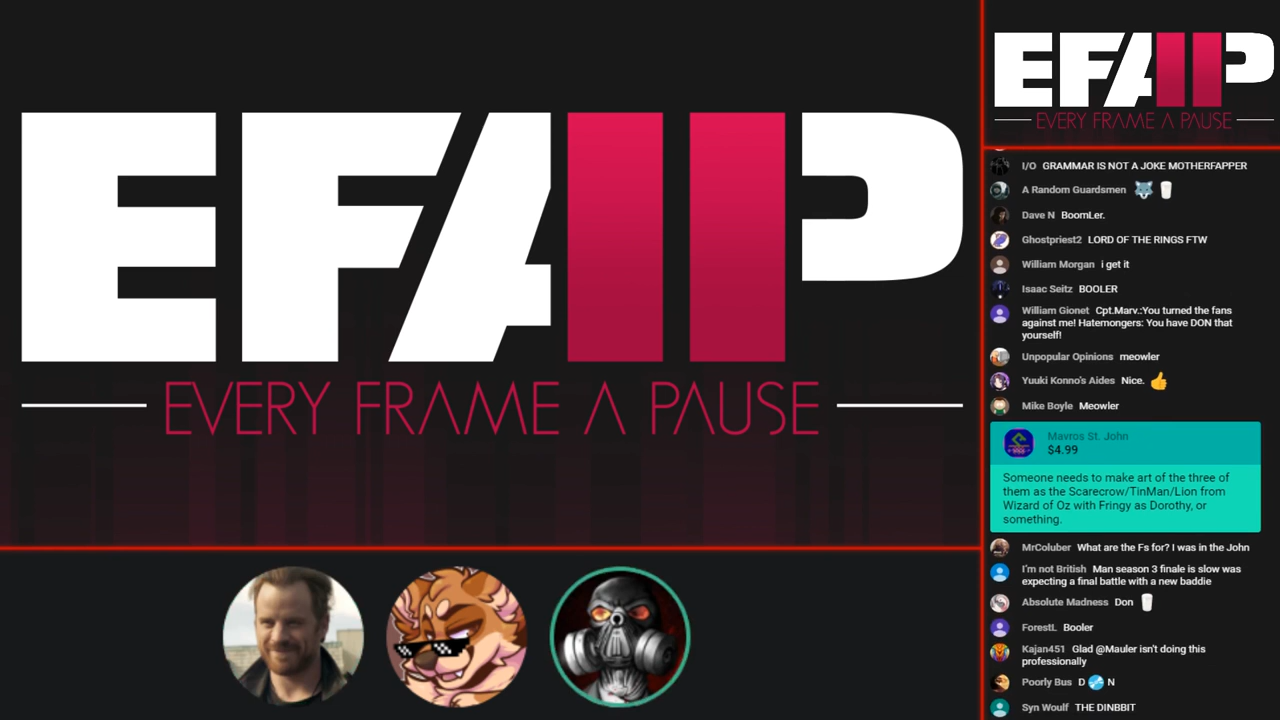 EFAP
EVERY FRAME A PAUSE
EFAP
EVERY FRAME A PAUSE
I/O GRAMMAR IS NOT A JOKE MOTHERFAPPER
A Random Guardsmen
Dave N BoomLer.
Ghostpriest2 LORD OF THE RINGS FTW
William Morgan i get it
Isaac Seitz BOOLER
William Gionet Cpt.Marv.:You turned the fans
against me! Hatemongers: You have DON that
yourself!
Unpopular Opinions meowler
Yuuki Konno's Aides Nice. 👍
Mike Boyle Meowler
Mavros St. John
$4.99
Someone needs to make art of the three of
them as the Scarecrow/TinMan/Lion from
Wizard of Oz with Fringy as Dorothy, or
something.
MrColuber What are the Fs for? I was in the John
I'm not British Man season 3 finale is slow was
expecting a final battle with a new baddie
Absolute Madness Don
ForestL Booler
Kajan451 Glad @Mauler isn't doing this
professionally
Poorly Bus D N
Syn Woulf THE DINBBIT